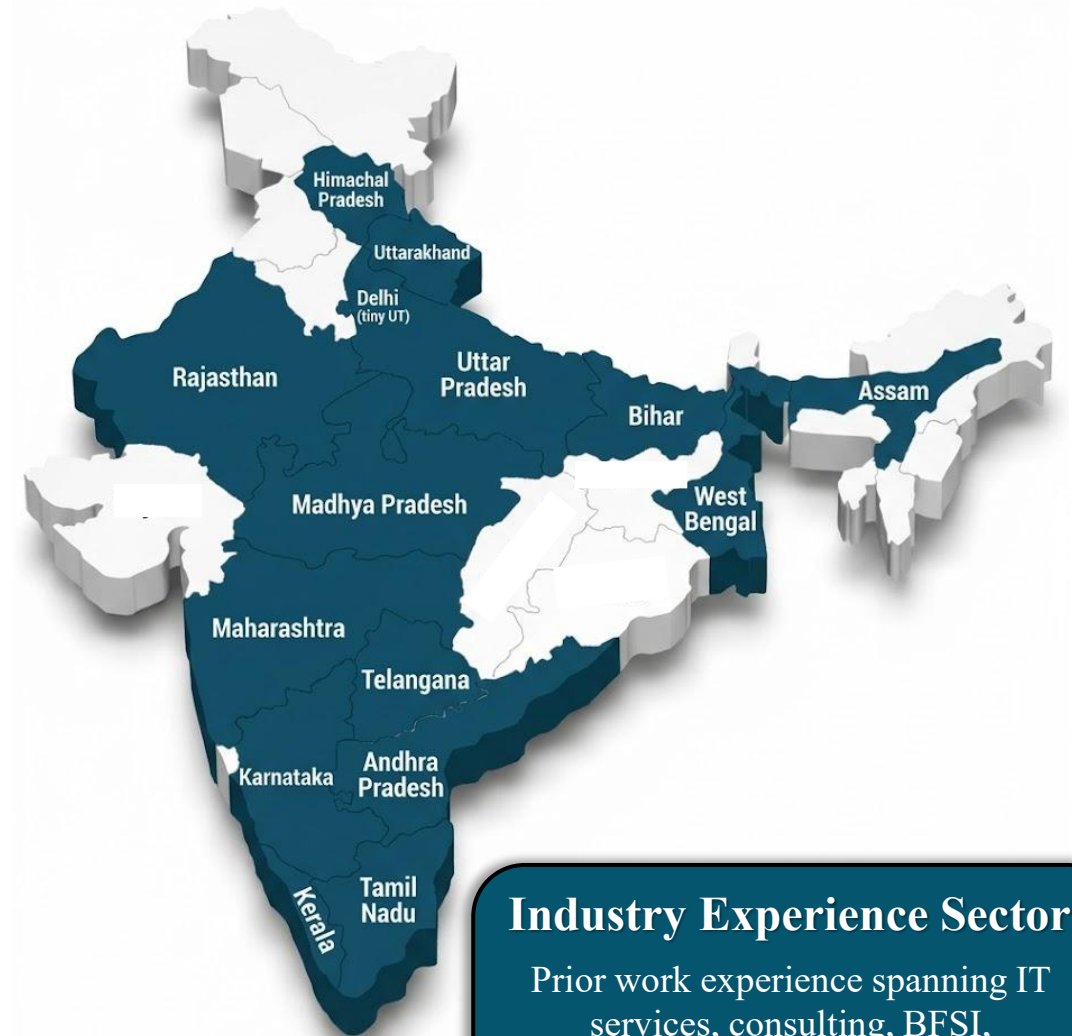 Himachal
Pradesh
Uttarakhand
Delhi
(tiny UT)
Rajasthan
Uttar
Pradesh
Bihar
Assam
Madhya Pradesh
West
Bengal
Maharashtra
Telangana
Karnataka
Andhra
Pradesh
Kerala
Tamil
Nadu
Industry Experience Sector
Prior work experience spanning IT
services, consulting, BFSI,